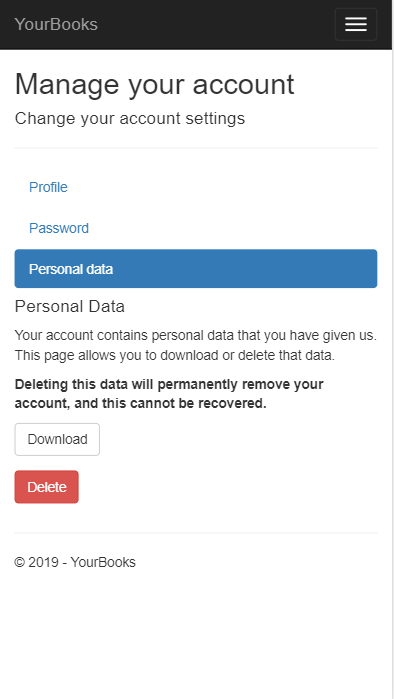 YourBooks
Manage your account
Change your account settings
Profile
Password
Personal data
Personal Data
Your account contains personal data that you have given us.
This page allows you to download or delete that data.
Deleting this data will permanently remove your
account, and this cannot be recovered.
Download
Delete
© 2019 - YourBooks